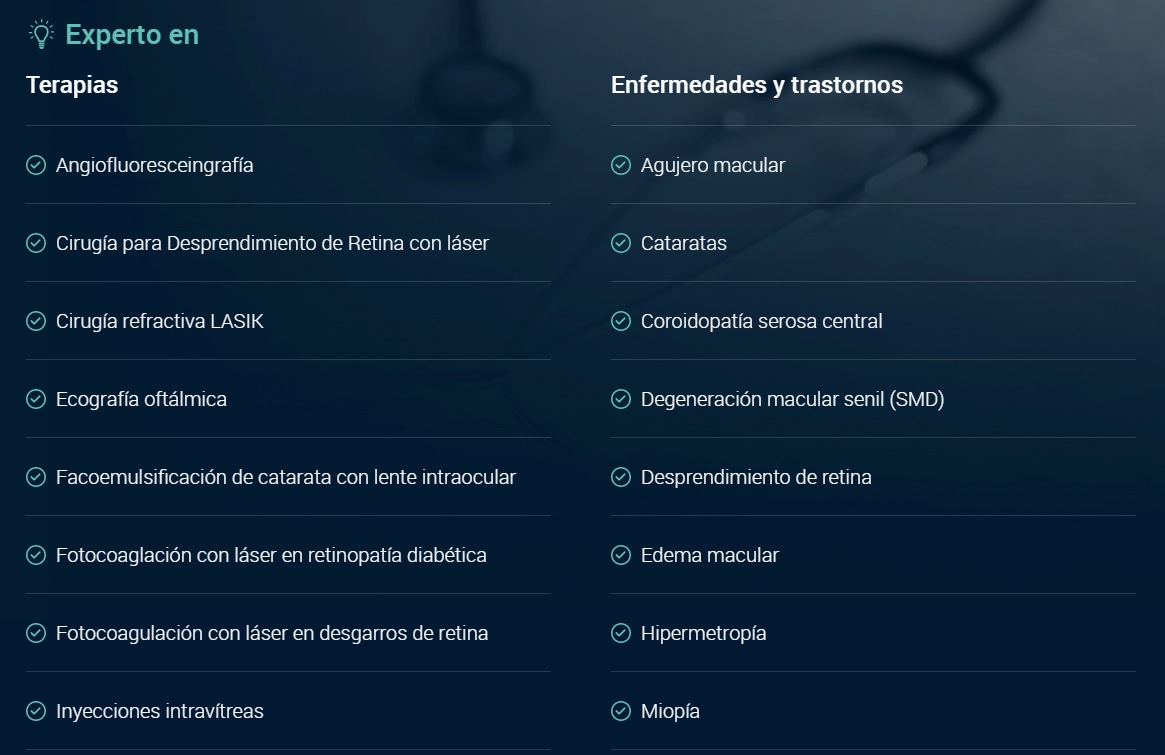 Experto en
Terapias
Angiofluoresceingrafía
Cirugía para Desprendimiento de Retina con láser
Cirugía refractiva LASIK
Ecografía oftálmica
Facoemulsificación de catarata con lente intraocular
Fotocoaglación con láser en retinopatía diabética
Fotocoagulación con láser en desgarros de retina
Inyecciones intravítreas
Enfermedades y trastornos
Agujero macular
Cataratas
Coroidopatía serosa central
Degeneración macular senil (SMD)
Desprendimiento de retina
Edema macular
Hipermetropía
Miopía